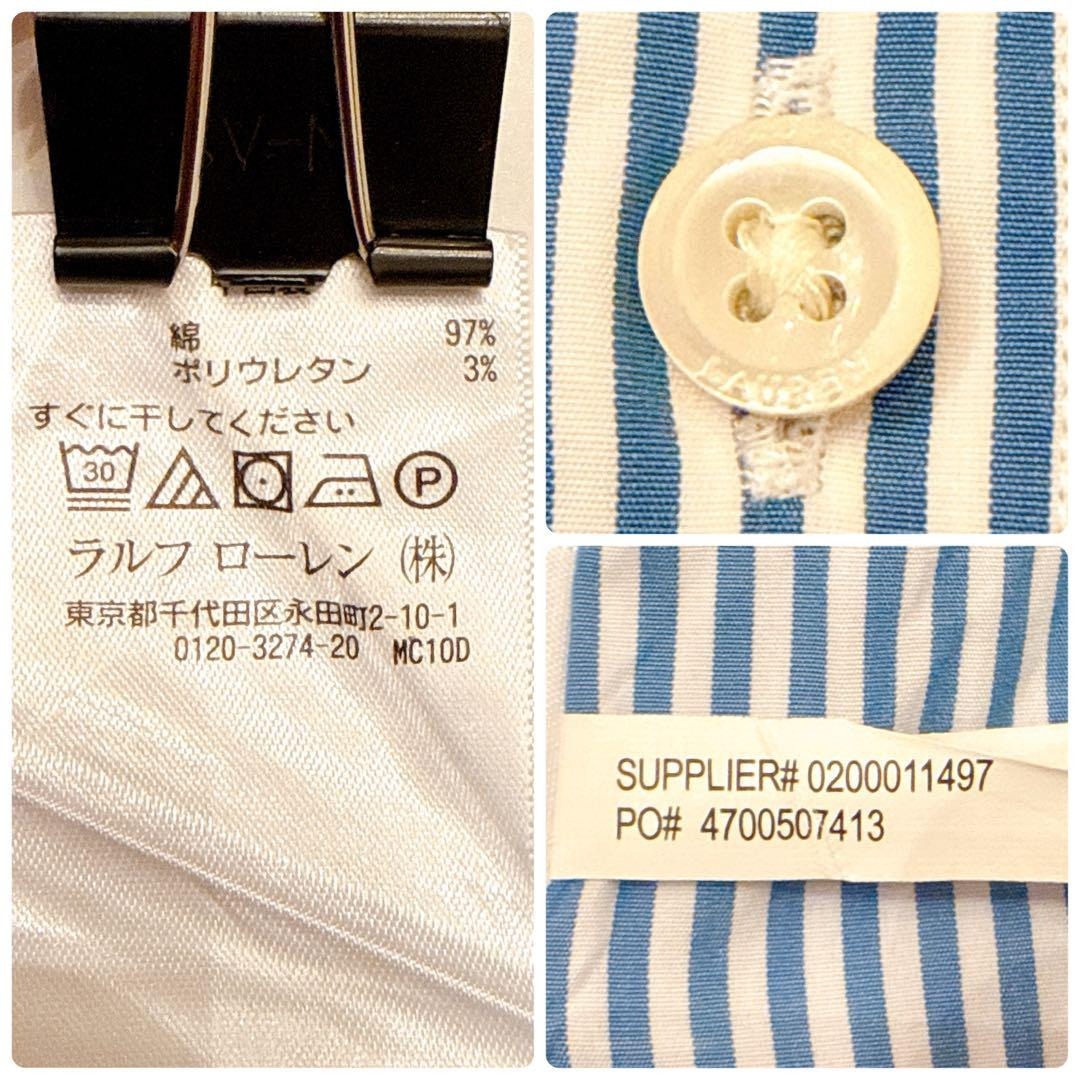 綿 97%
ポリウレタン 3%
すぐに干してください
30
P
ラルフ ローレン (株)
東京都千代田区永田町2-10-1
0120-3274-20 MC10D
LAUREN
SUPPLIER# 0200011497
PO# 4700507413